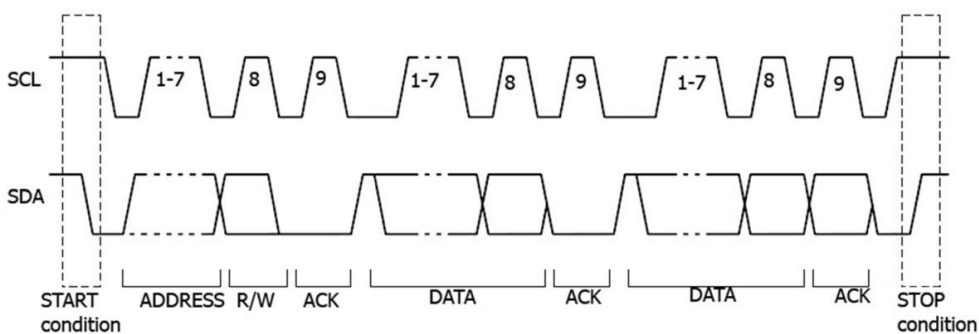 SCL
1-7 8 9 1-7 8 9 1-7 8 9
SDA
START
condition
ADDRESS R/W ACK DATA ACK DATA ACK
STOP
condition